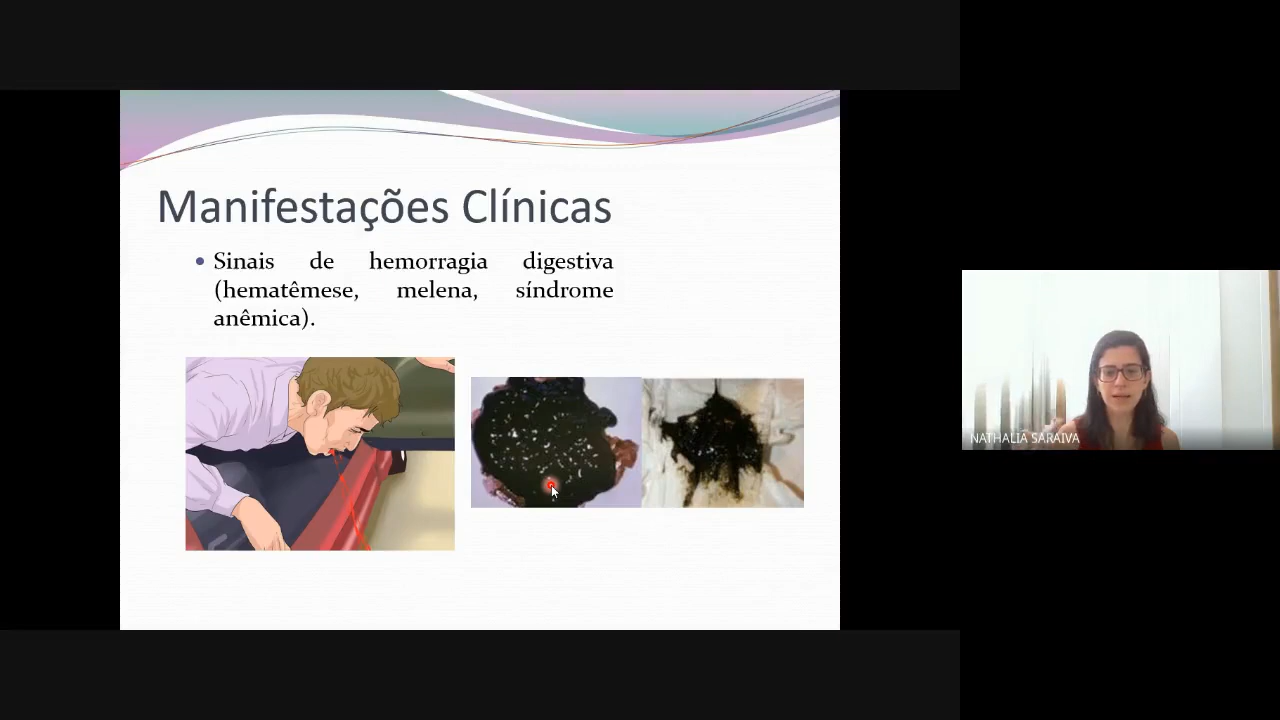 Manifestações Clínicas
• Sinais de hemorragia digestiva
(hematêmese, melena, síndrome
anêmica).
NATHALIA SARAIVA